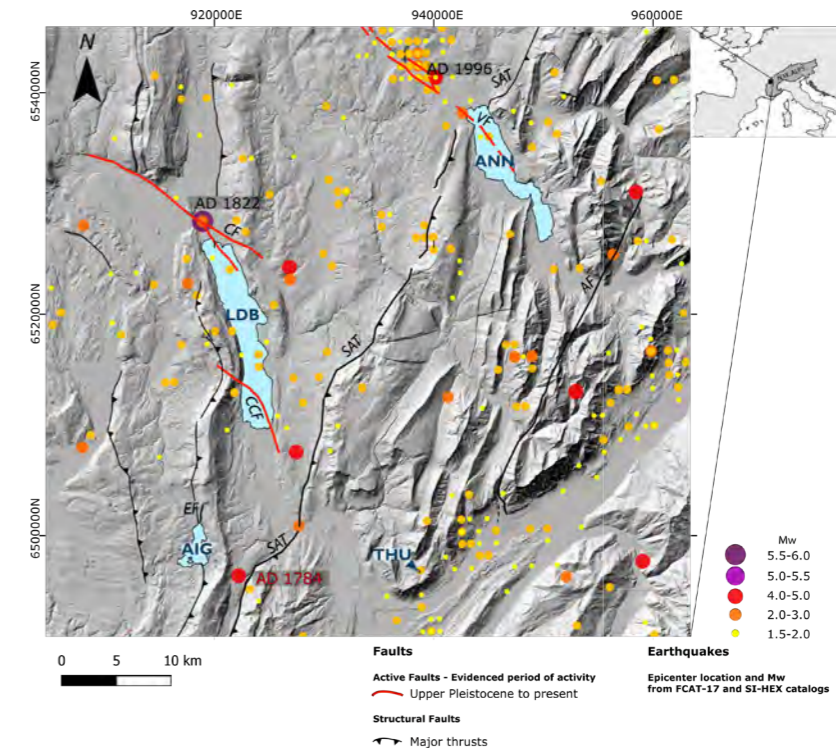 920000E 940000E 960000E
6540000N
6520000N
6500000N
N
AD 1996
SAT
VF
ANN
AD 1822
CF
LDB
AF
SAT
CCF
EF
AIG
SAT
THU
AD 1784
Mw
5.5-6.0
5.0-5.5
4.0-5.0
2.0-3.0
1.5-2.0
0 5 10 km
Faults
Active Faults - Evidenced period of activity
Upper Pleistocene to present
Structural Faults
Major thrusts
Earthquakes
Epicenter location and Mw
from FCAT-17 and SI-HEX catalogs